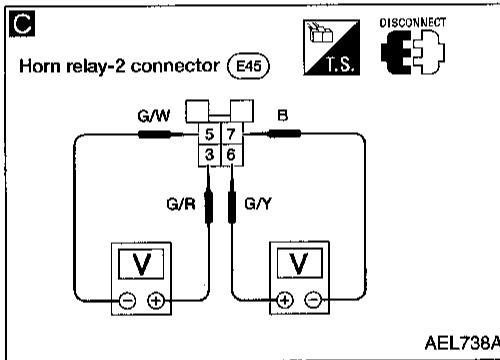 C
DISCONNECT
T.S.
Horn relay-2 connector E45
G/W
B
5 7
3 6
G/R
G/Y
V
V
− +
+ −
AEL738A